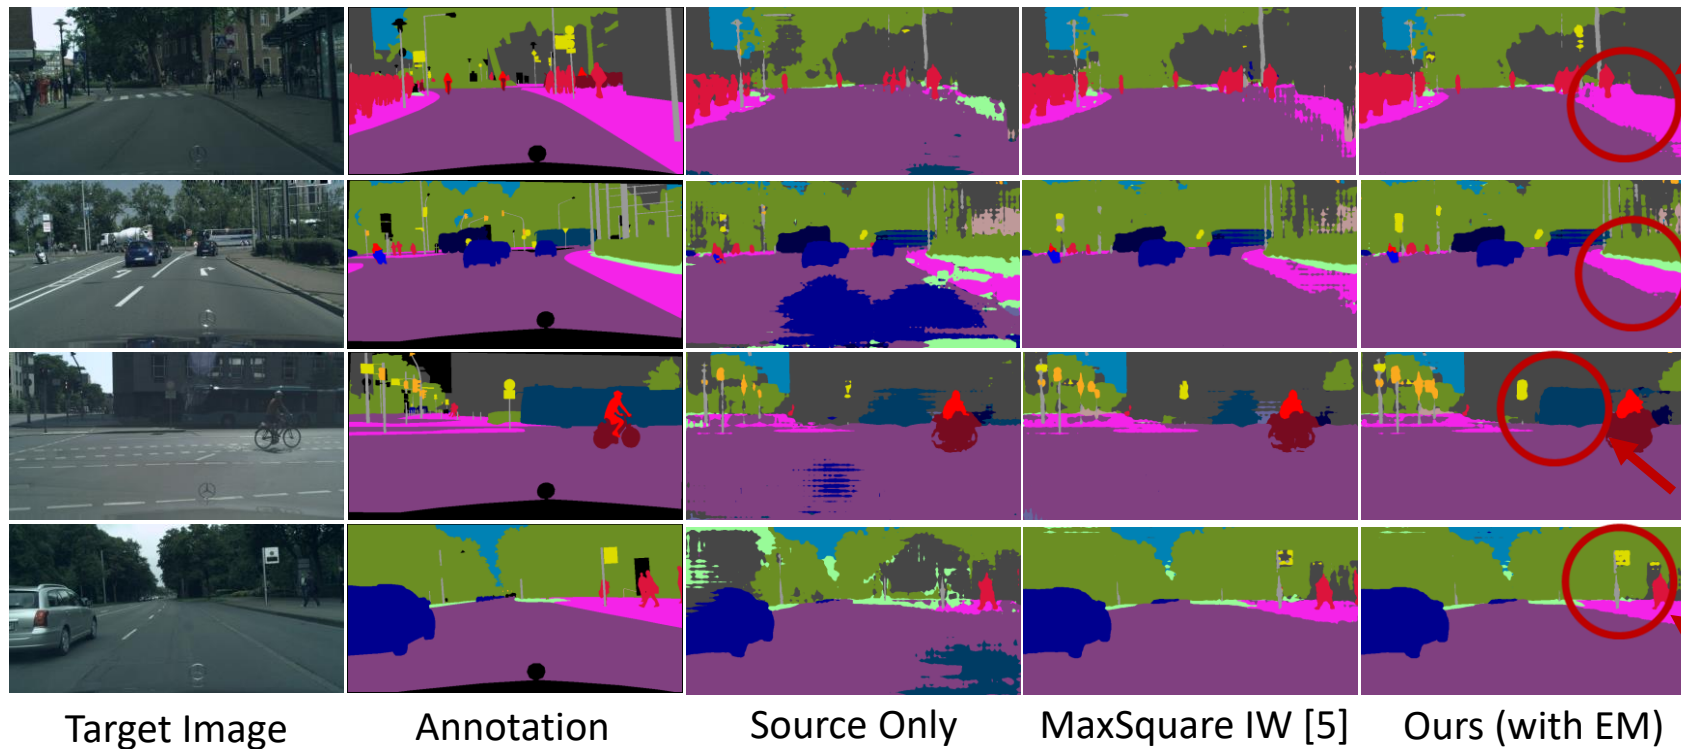 Target Image
Annotation
Source Only
MaxSquare IW [5]
Ours (with EM)